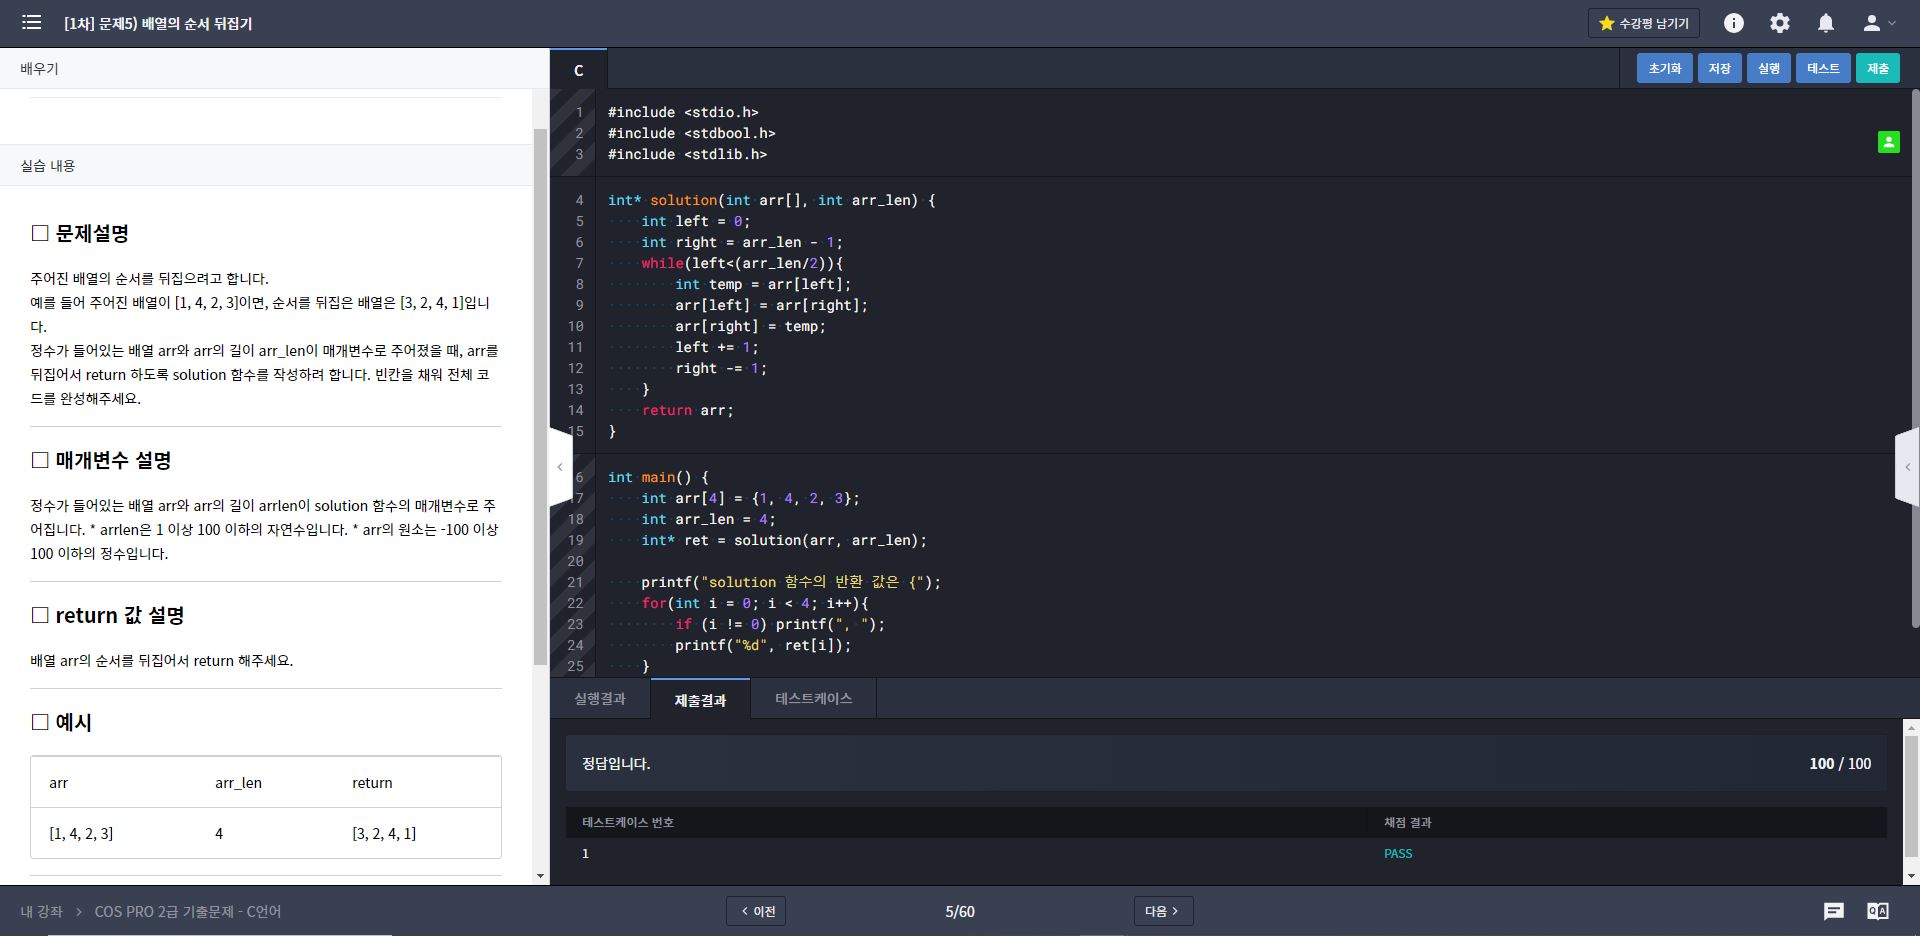 [1차] 문제5) 배열의 순서 뒤집기
수강평 남기기
배우기
실습 내용
문제설명
주어진 배열의 순서를 뒤집으려고 합니다.
예를 들어 주어진 배열이 [1, 4, 2, 3]이면, 순서를 뒤집은 배열은 [3, 2, 4, 1]입니
다.
정수가 들어있는 배열 arr와 arr의 길이 arr_len이 매개변수로 주어졌을 때, arr를
뒤집어서 return 하도록 solution 함수를 작성하려 합니다. 빈칸을 채워 전체 코
드를 완성해주세요.
매개변수 설명
정수가 들어있는 배열 arr와 arr의 길이 arrlen이 solution 함수의 매개변수로 주
어집니다. * arrlen은 1 이상 100 이하의 자연수입니다. * arr의 원소는 -100 이상
100 이하의 정수입니다.
return 값 설명
배열 arr의 순서를 뒤집어서 return 해주세요.
예시
arr arr_len return
[1, 4, 2, 3] 4 [3, 2, 4, 1]
C
초기화 저장 실행 테스트 제출
1 #include <stdio.h>
2 #include <stdbool.h>
3 #include <stdlib.h>
4 int* solution(int arr[], int arr_len) {
5 int left = 0;
6 int right = arr_len - 1;
7 while(left<(arr_len/2)){
8 int temp = arr[left];
9 arr[left] = arr[right];
10 arr[right] = temp;
11 left += 1;
12 right -= 1;
13 }
14 return arr;
15 }
6 int main() {
17 int arr[4] = {1, 4, 2, 3};
18 int arr_len = 4;
19 int* ret = solution(arr, arr_len);
20
21 printf("solution 함수의 반환 값은 {");
22 for(int i = 0; i < 4; i++){
23 if (i != 0) printf(", ");
24 printf("%d", ret[i]);
25 }
실행결과 제출결과 테스트케이스
정답입니다. 100 / 100
테스트케이스 번호 채점 결과
1 PASS
내 강좌 > COS PRO 2급 기출문제 - C언어
< 이전 5/60 다음 >